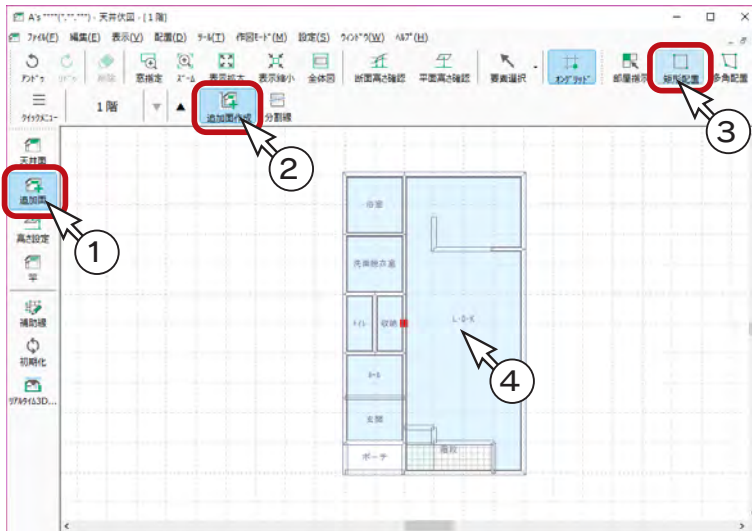 A's ****(*.**.***) - 天井伏図 - [1 階]
ファイル(F) 編集(E) 表示(V) 配置(D) ツール(T) 作図モード(M) 設定(S) ウィンドウ(W) ヘルプ(H)
アンドゥ リドゥ 削除 窓指定 ズーム 表示拡大 表示縮小 全体図 断面高さ確認 平面高さ確認 要素選択 オングリッド 部屋指示 矩形配置 多角配置
3
クイックメニュー 1 階 追加面作成 分割線
2
天井面
追加面
1
高さ設定
竿
補助線
初期化
リアルタイム3D...
浴室
洗面脱衣室
トイレ 収納 L・D・K
4
ホール
玄関
ポーチ 階段